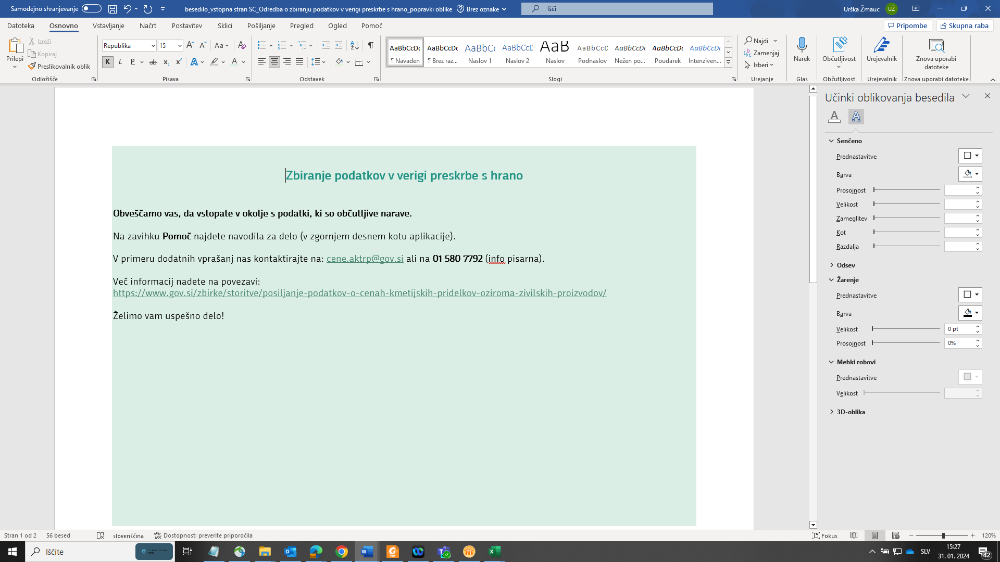 Samodejno shranjevanje
besedilo_vstopna stran SC_Odredba o zbiranju podatkov v verigi preskrbe s hrano_popravki oblike
Brez oznake
Išči
Urška Žmauc
UŽ
Datoteka Osnovno Vstavljanje Načrt Postavitev Sklici Pošiljanje Pregled Ogled Pomoč
Pripombe
Skupna raba
Prilepi
Izreži
Kopiraj
Preslikovalnik oblik
Odložišče
Republika
15
Pisava
Odstavek
AaBbCcDc AaBbCcDc AaBbCc AaBbCcD AaB AaBbCcD AaBbCcDc AaBbCcDc AaBbCcDc
¶ Navaden ¶ Brez raz... Naslov 1 Naslov 2 Naslov Podnaslov Nežen po... Poudarek Intenziven...
Slogi
Najdi
Zamenjaj
Izberi
Urejanje
Narek
Glas
Občutljivost
Občutljivost
Urejevalnik
Urejevalnik
Znova uporabi
datoteke
Znova uporabi datoteke
Zbiranje podatkov v verigi preskrbe s hrano
Obveščamo vas, da vstopate v okolje s podatki, ki so občutljive narave.
Na zavihku Pomoč najdete navodila za delo (v zgornjem desnem kotu aplikacije).
V primeru dodatnih vprašanj nas kontaktirajte na: cene.aktrp@gov.si ali na 01 580 7792 (info pisarna).
Več informacij nadete na povezavi:
https://www.gov.si/zbirke/storitve/posiljanje-podatkov-o-cenah-kmetijskih-pridelkov-oziroma-zivilskih-proizvodov/
Želimo vam uspešno delo!
Učinki oblikovanja besedila
Senčeno
Prednastavitve
Barva
Prosojnost
Velikost
Zameglitev
Kot
Razdalja
Odsev
Žarenje
Prednastavitve
Barva
Velikost 0 pt
Prosojnost 0%
Mehki robovi
Prednastavitve
Velikost
3D-oblika
Stran 1 od 2 56 besed slovenščina Dostopnost: preverite priporočila
Fokus
120%
Iščite
SLV
15:27
31. 01. 2024
42